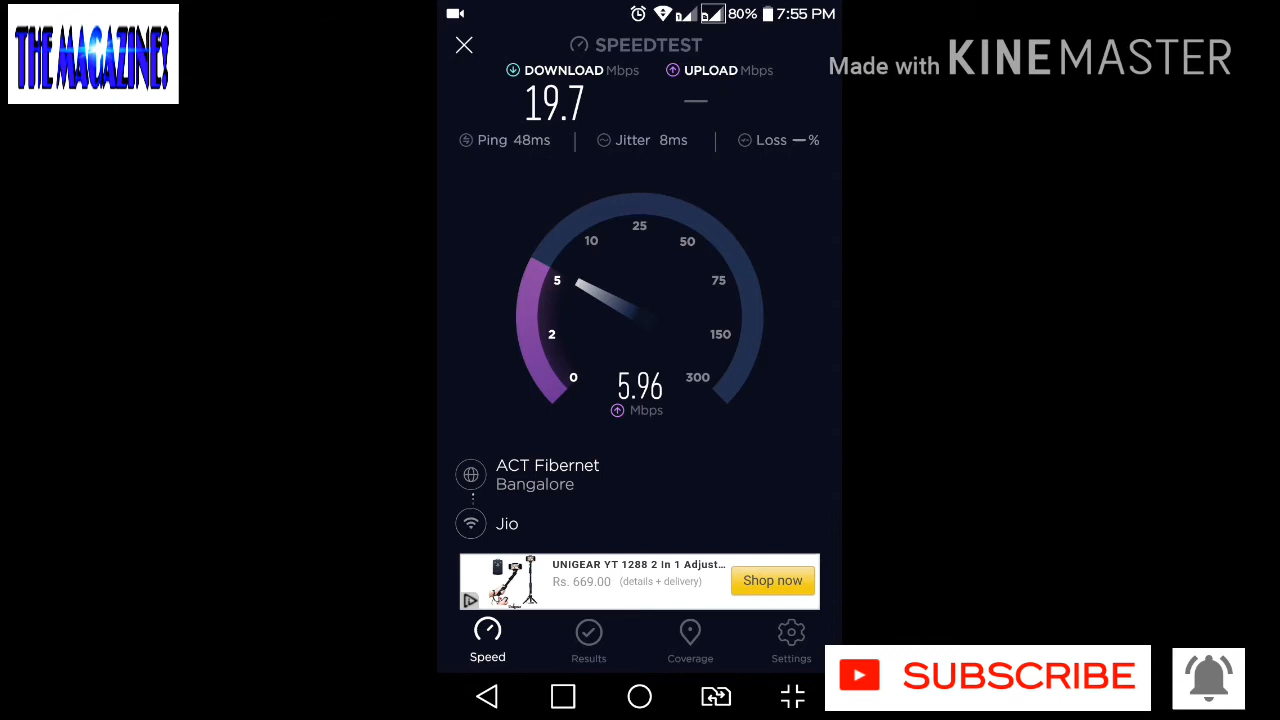 THE MAGAZINE!
80% 7:55 PM
SPEEDTEST
Made with KINEMASTER
DOWNLOAD Mbps
UPLOAD Mbps
19.7
—
Ping 48ms
Jitter 8ms
Loss — %
0
2
5
10
25
50
75
150
300
5.96
Mbps
ACT Fibernet
Bangalore
Jio
UNIGEAR YT 1288 2 In 1 Adjust...
Rs. 669.00 (details + delivery)
Shop now
Speed
Results
Coverage
Settings
SUBSCRIBE